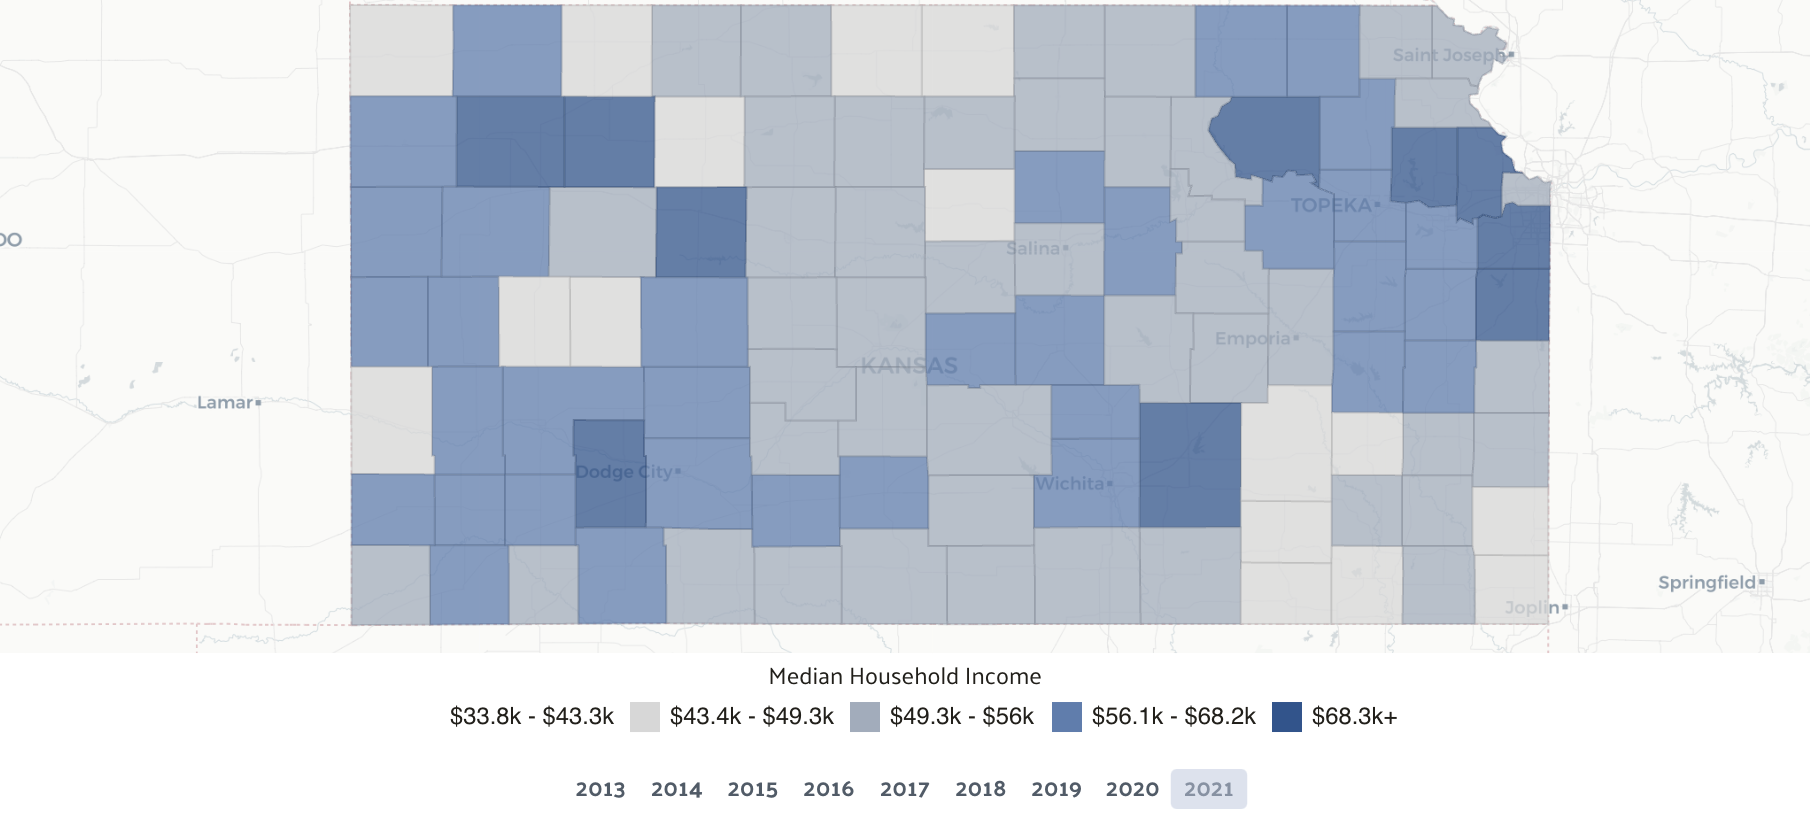 Saint Joseph
TOPEKA
Salina
Emporia
KANSAS
Lamar
Dodge City
Wichita
Springfield
Joplin
Median Household Income
$33.8k - $43.3k $43.4k - $49.3k $49.3k - $56k $56.1k - $68.2k $68.3k+
2013 2014 2015 2016 2017 2018 2019 2020 2021